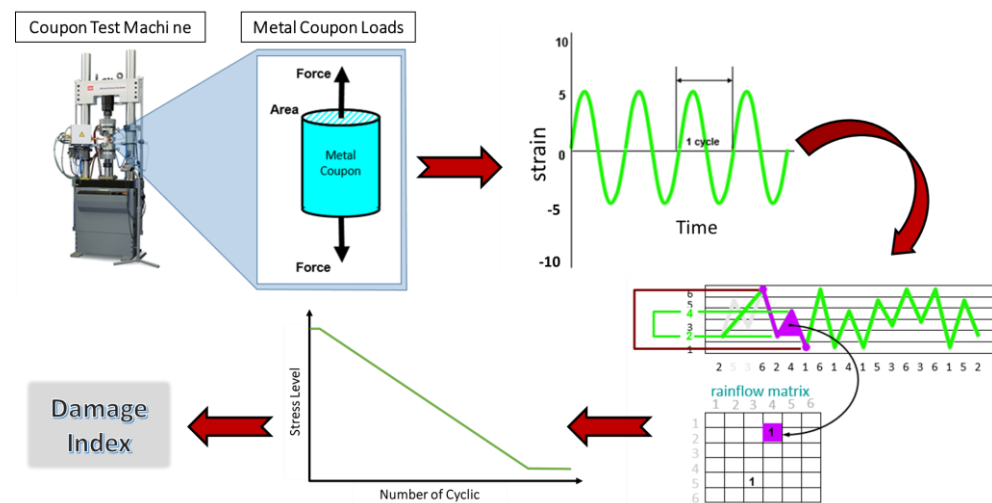 Coupon Test Machine
Metal Coupon Loads
Force
Area
Metal
Coupon
Force
10
5
0
-5
-10
strain
1 cycle
Time
6
5
4
3
2
1
2 5 3 6 2 4 1 6 1 4 1 5 3 6 3 6 1 5 2
rainflow matrix
1 2 3 4 5 6
1
2
3
4
5
6
1
1
Stress Level
Number of Cyclic
Damage
Index